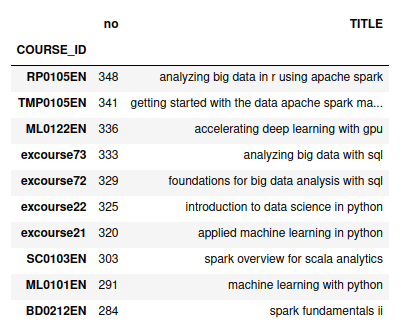 no TITLE
COURSE_ID
RP0105EN 348 analyzing big data in r using apache spark
TMP0105EN 341 getting started with the data apache spark ma...
ML0122EN 336 accelerating deep learning with gpu
excourse73 333 analyzing big data with sql
excourse72 329 foundations for big data analysis with sql
excourse22 325 introduction to data science in python
excourse21 320 applied machine learning in python
SC0103EN 303 spark overview for scala analytics
ML0101EN 291 machine learning with python
BD0212EN 284 spark fundamentals ii